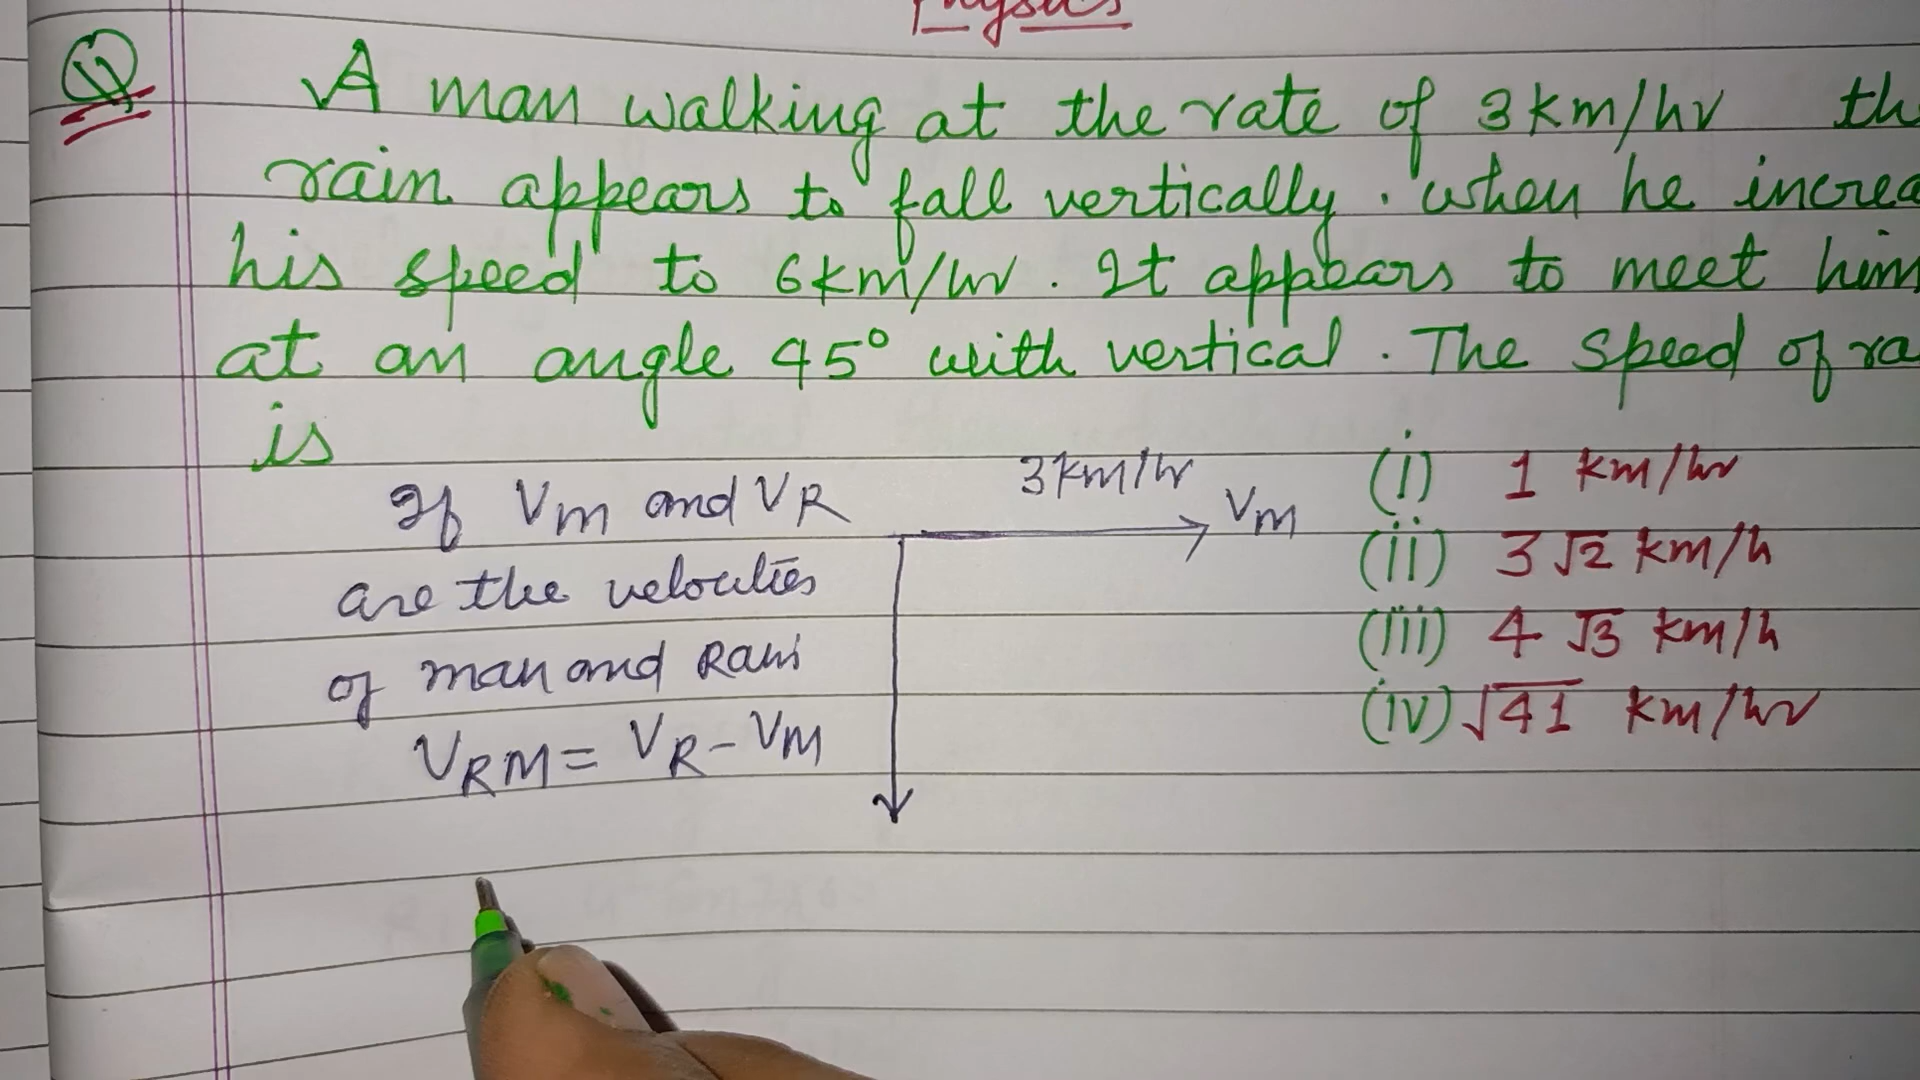 Physics
Q A man walking at the rate of 3 km/hr th
rain appears to fall vertically. when he increa
his speed to 6 km/hr. It appears to meet him
at an angle 45° with vertical. The speed of ra
is
If VM and VR
are the velocities
of man and Rain
VRM = VR - VM
3 km/hr
VM
(i) 1 km/hr
(ii) 3 √2 km/h
(iii) 4 √3 km/h
(iv) √41 km/hr